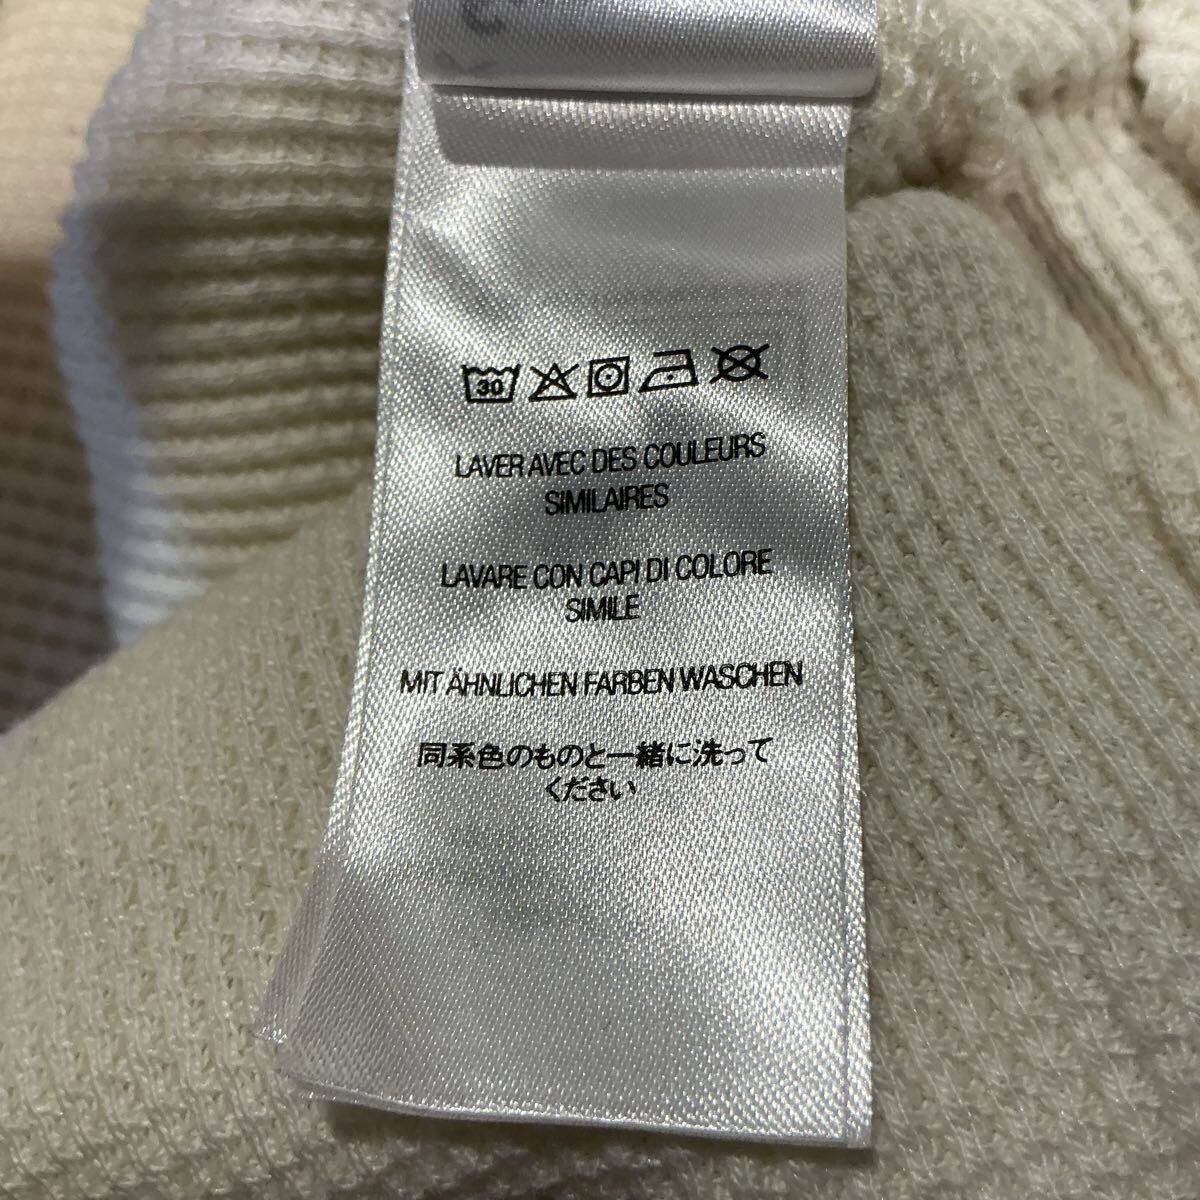 30
LAVER AVEC DES COULEURS
SIMILAIRES
LAVARE CON CAPI DI COLORE
SIMILE
MIT ÄHNLICHEN FARBEN WASCHEN
同系色のものと一緒に洗って
ください